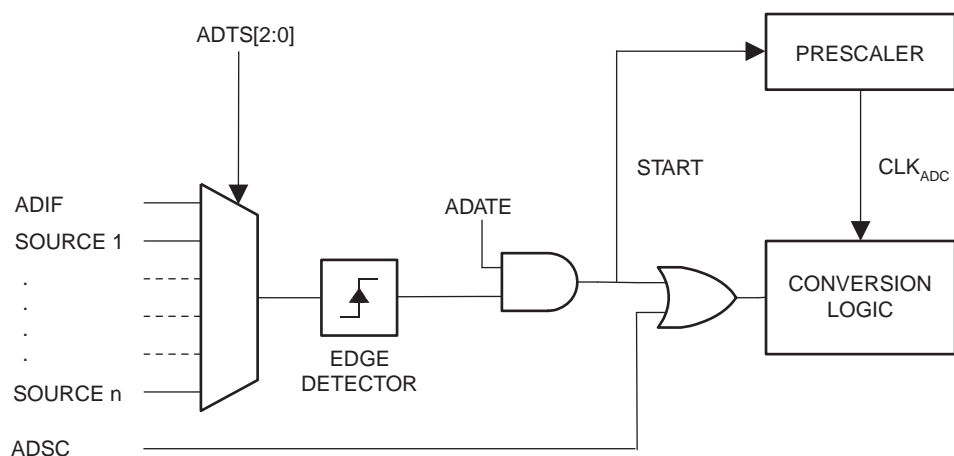 ADTS[2:0]
PRESCALER
START
CLKADC
ADIF
ADATE
SOURCE 1
.
.
.
.
CONVERSION
LOGIC
EDGE
DETECTOR
SOURCE n
ADSC